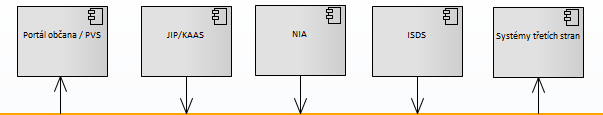 Portál občana / PVS
JIP/KAAS
NIA
ISDS
Systémy třetích stran